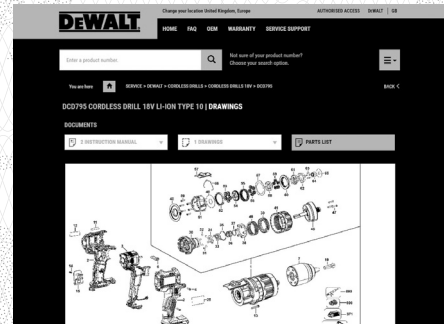 DEWALT
Change your location United Kingdom, Europe
AUTHORISED ACCESS DEWALT | GB
HOME FAQ OEM WARRANTY SERVICE SUPPORT
Enter a product number.
Not sure of your product number?
Choose your search option.
You are here
SERVICE > DEWALT > CORDLESS DRILLS > CORDLESS DRILLS 18V > DCD795
BACK <
DCD795 CORDLESS DRILL 18V LI-ION TYPE 10 | DRAWINGS
DOCUMENTS
2 INSTRUCTION MANUAL
1 DRAWINGS
PARTS LIST